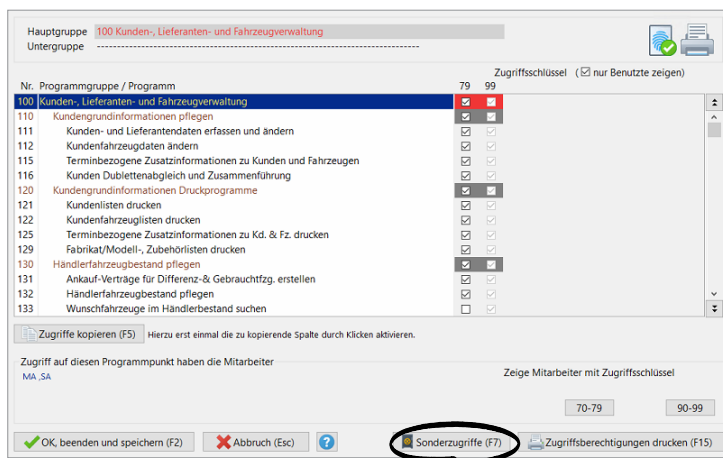 Hauptgruppe 100 Kunden-, Lieferanten- und Fahrzeugverwaltung
Untergruppe --------------------------------------------------------------------------------
Zugriffsschlüssel ( ☑ nur Benutzte zeigen)
Nr. Programmgruppe / Programm 79 99
100 Kunden-, Lieferanten- und Fahrzeugverwaltung
110 Kundengrundinformationen pflegen
111 Kunden- und Lieferantendaten erfassen und ändern
112 Kundenfahrzeugdaten ändern
115 Terminbezogene Zusatzinformationen zu Kunden und Fahrzeugen
116 Kunden Dublettenabgleich und Zusammenführung
120 Kundengrundinformationen Druckprogramme
121 Kundenlisten drucken
122 Kundenfahrzeuglisten drucken
125 Terminbezogene Zusatzinformationen zu Kd. & Fz. drucken
129 Fabrikat/Modell-, Zubehörlisten drucken
130 Händlerfahrzeugbestand pflegen
131 Ankauf-Verträge für Differenz-& Gebrauchtfzg. erstellen
132 Händlerfahrzeugbestand pflegen
133 Wunschfahrzeuge im Händlerbestand suchen
Zugriffe kopieren (F5) Hierzu erst einmal die zu kopierende Spalte durch Klicken aktivieren.
Zugriff auf diesen Programmpunkt haben die Mitarbeiter
MA ,SA
Zeige Mitarbeiter mit Zugriffsschlüssel
70-79 90-99
OK, beenden und speichern (F2) Abbruch (Esc) ? Sonderzugriffe (F7) Zugriffsberechtigungen drucken (F15)